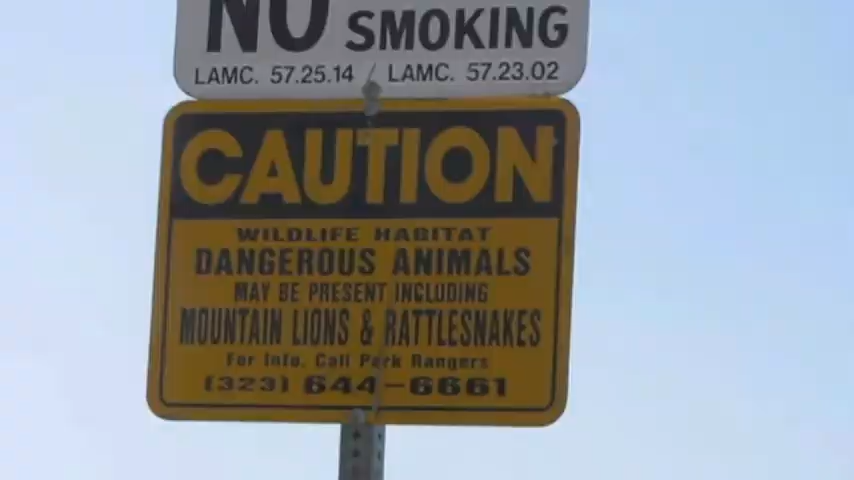 NO SMOKING
LAMC. 57.25.14 LAMC. 57.23.02
CAUTION
WILDLIFE HABITAT
DANGEROUS ANIMALS
MAY BE PRESENT INCLUDING
MOUNTAIN LIONS & RATTLESNAKES
For Info. Call Park Rangers
(323) 644-6661